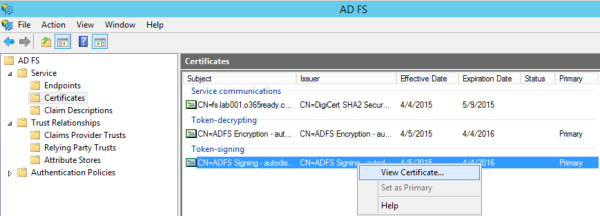 AD FS
File Action View Window Help
AD FS
Service
Endpoints
Certificates
Claim Descriptions
Trust Relationships
Claims Provider Trusts
Relying Party Trusts
Attribute Stores
Authentication Policies
Certificates
Subject Issuer Effective Date Expiration Date Status Primary
Service communications
CN=fs.lab001.o365ready.c... CN=DigiCert SHA2 Secur... 4/4/2015 5/9/2015
Token-decrypting
CN=ADFS Encryption - au... CN=ADFS Encryption - au... 4/5/2015 4/4/2016 Primary
Token-signing
CN=ADFS Signing - autodis... CN=ADFS Signing - autod... 4/5/2015 4/4/2016 Primary
View Certificate...
Set as Primary
Help